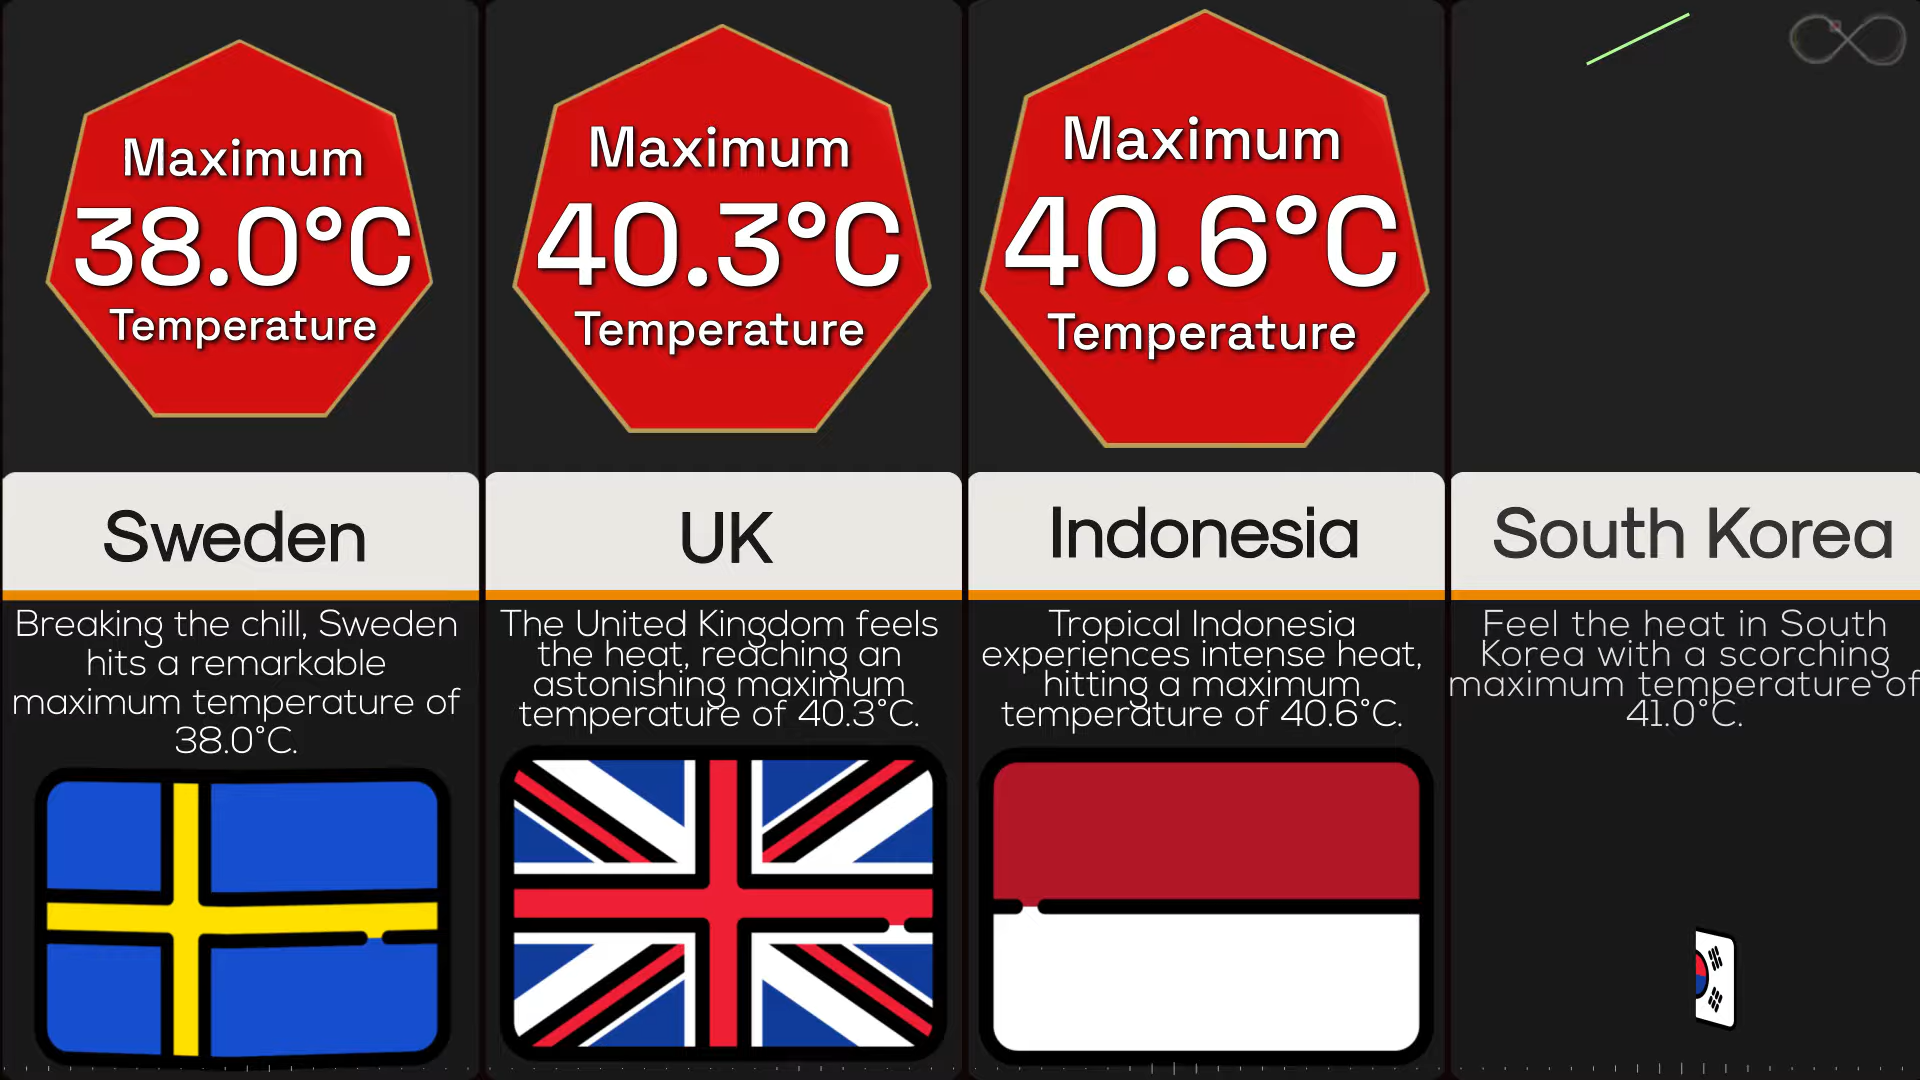 Maximum
38.0°C
Temperature
Sweden
Breaking the chill, Sweden
hits a remarkable
maximum temperature of
38.0°C.
Maximum
40.3°C
Temperature
UK
The United Kingdom feels
the heat, reaching an
astonishing maximum
temperature of 40.3°C.
Maximum
40.6°C
Temperature
Indonesia
Tropical Indonesia
experiences intense heat,
hitting a maximum
temperature of 40.6°C.
South Korea
Feel the heat in South
Korea with a scorching
maximum temperature of
41.0°C.